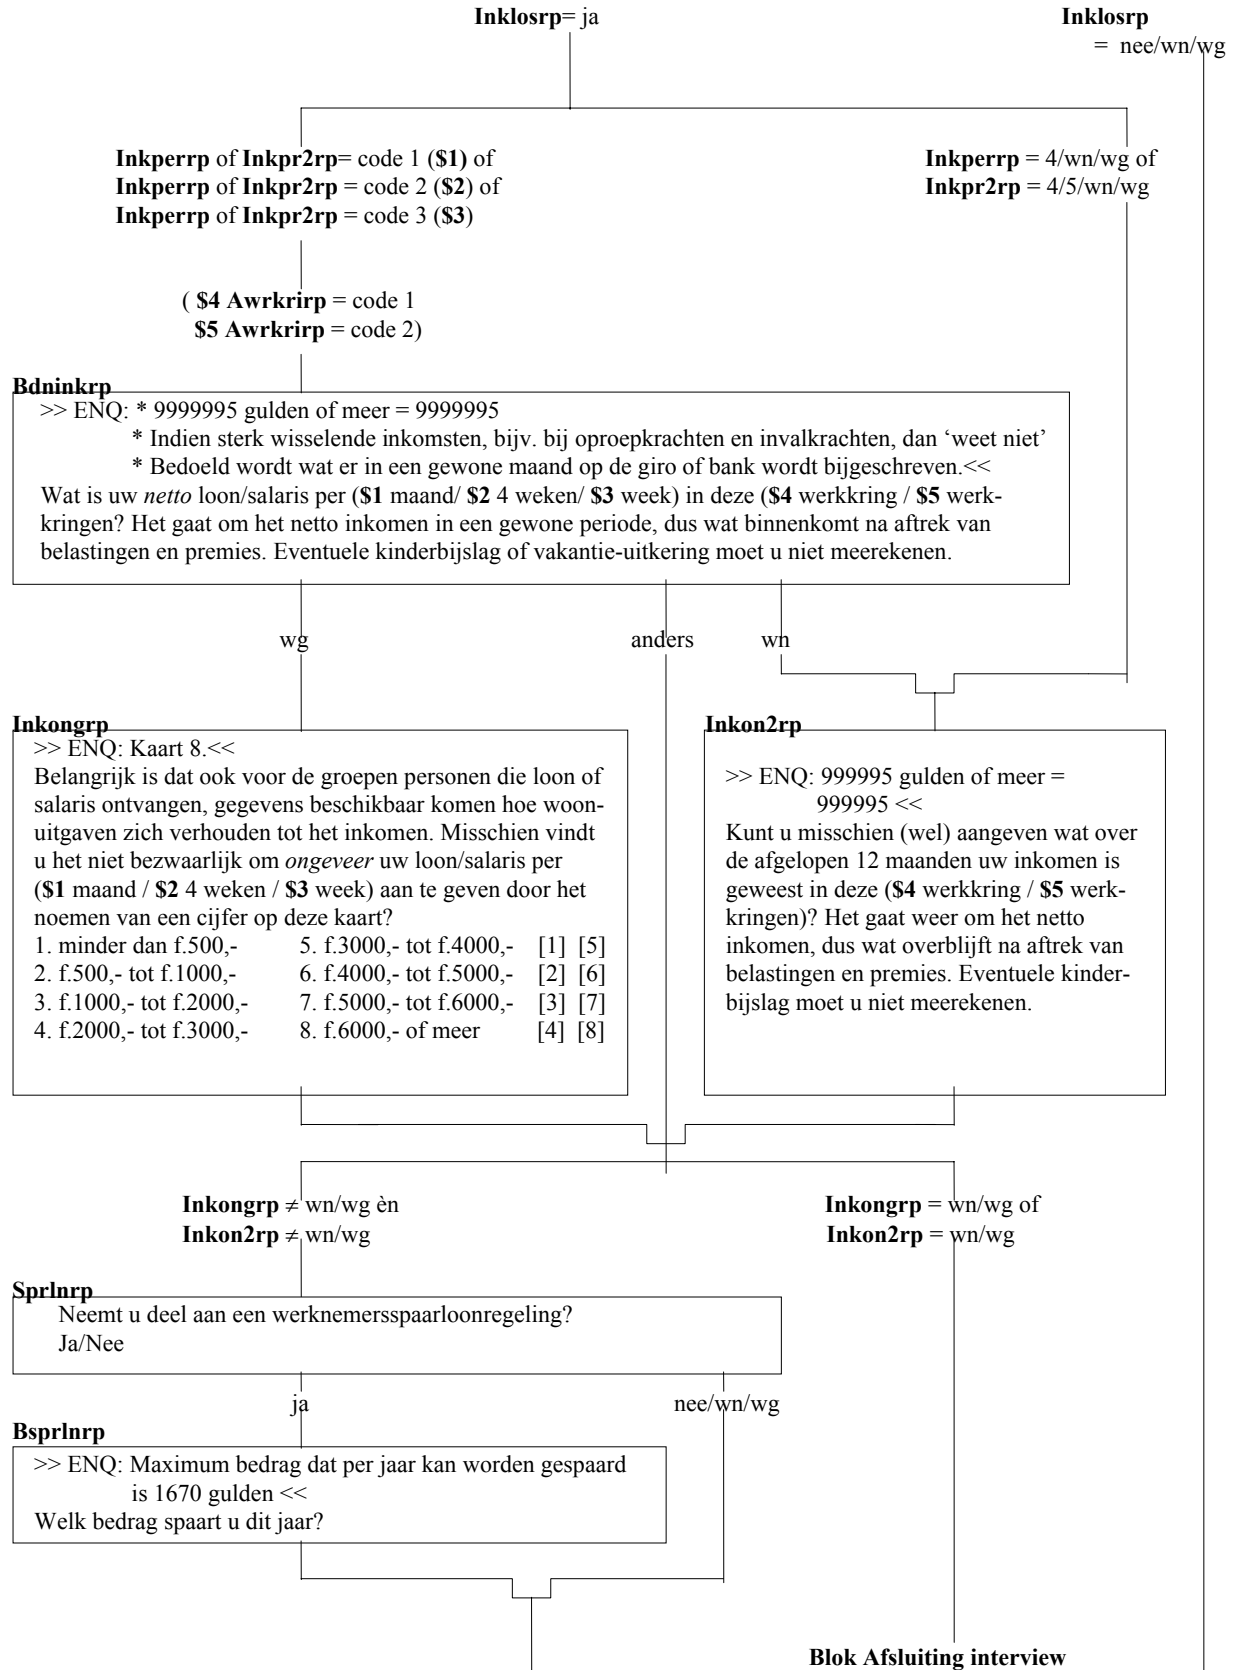 Inklosrp= ja
Inklosrp
= nee/wn/wg
Inkperrp of Inkpr2rp= code 1 ($1) of
Inkperrp of Inkpr2rp = code 2 ($2) of
Inkperrp of Inkpr2rp = code 3 ($3)
Inkperrp = 4/wn/wg of
Inkpr2rp = 4/5/wn/wg
( $4 Awrkrirp = code 1
$5 Awrkrirp = code 2)
Bdninkrp
>> ENQ: * 9999995 gulden of meer = 9999995
* Indien sterk wisselende inkomsten, bijv. bij oproepkrachten en invalkrachten, dan ‘weet niet’
* Bedoeld wordt wat er in een gewone maand op de giro of bank wordt bijgeschreven.<<
Wat is uw netto loon/salaris per ($1 maand/ $2 4 weken/ $3 week) in deze ($4 werkkring / $5 werk-
kringen? Het gaat om het netto inkomen in een gewone periode, dus wat binnenkomt na aftrek van
belastingen en premies. Eventuele kinderbijslag of vakantie-uitkering moet u niet meerekenen.
wg
anders
wn
Inkongrp
>> ENQ: Kaart 8.<<
Belangrijk is dat ook voor de groepen personen die loon of
salaris ontvangen, gegevens beschikbaar komen hoe woon-
uitgaven zich verhouden tot het inkomen. Misschien vindt
u het niet bezwaarlijk om ongeveer uw loon/salaris per
($1 maand / $2 4 weken / $3 week) aan te geven door het
noemen van een cijfer op deze kaart?
1. minder dan f.500,- 5. f.3000,- tot f.4000,- [1] [5]
2. f.500,- tot f.1000,- 6. f.4000,- tot f.5000,- [2] [6]
3. f.1000,- tot f.2000,- 7. f.5000,- tot f.6000,- [3] [7]
4. f.2000,- tot f.3000,- 8. f.6000,- of meer [4] [8]
Inkon2rp
>> ENQ: 999995 gulden of meer =
999995 <<
Kunt u misschien (wel) aangeven wat over
de afgelopen 12 maanden uw inkomen is
geweest in deze ($4 werkkring / $5 werk-
kringen)? Het gaat weer om het netto
inkomen, dus wat overblijft na aftrek van
belastingen en premies. Eventuele kinder-
bijslag moet u niet meerekenen.
Inkongrp ≠ wn/wg èn
Inkon2rp ≠ wn/wg
Inkongrp = wn/wg of
Inkon2rp = wn/wg
Sprlnrp
Neemt u deel aan een werknemersspaarloonregeling?
Ja/Nee
ja
nee/wn/wg
Bsprlnrp
>> ENQ: Maximum bedrag dat per jaar kan worden gespaard
is 1670 gulden <<
Welk bedrag spaart u dit jaar?
Blok Afsluiting interview